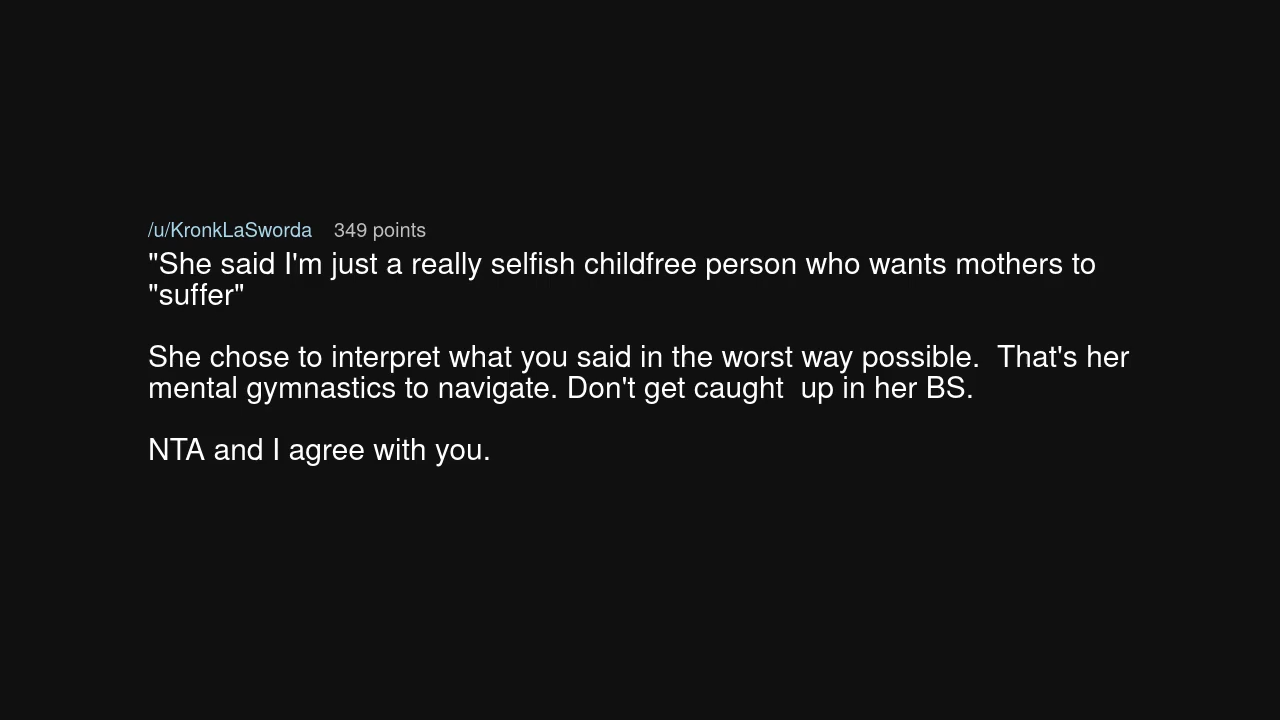 /u/KronkLaSworda 349 points
"She said I'm just a really selfish childfree person who wants mothers to
"suffer"
She chose to interpret what you said in the worst way possible.  That's her
mental gymnastics to navigate. Don't get caught  up in her BS.
NTA and I agree with you.